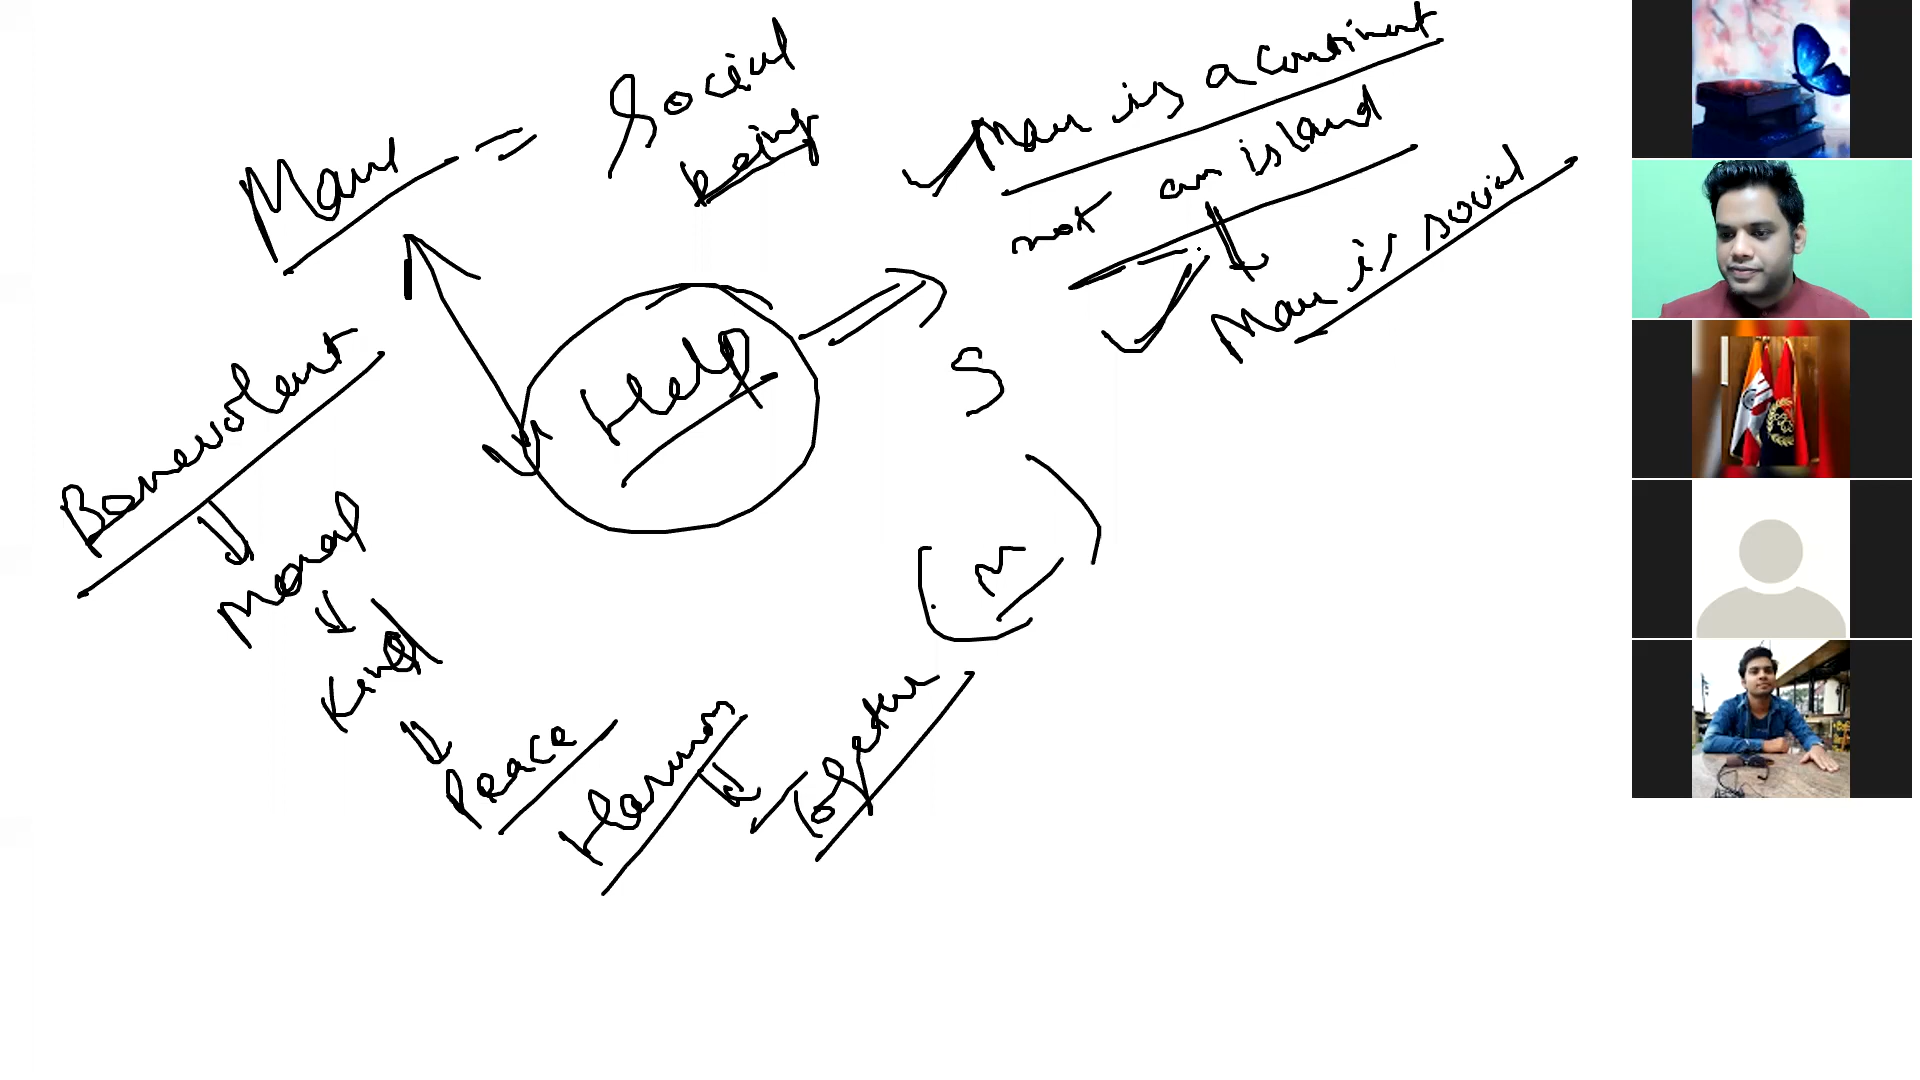 Man = Social
being
Man is a continent
not an island
Man is social
Help
S
Benevolent
Moral
Kind
Peace
Harmony
Together